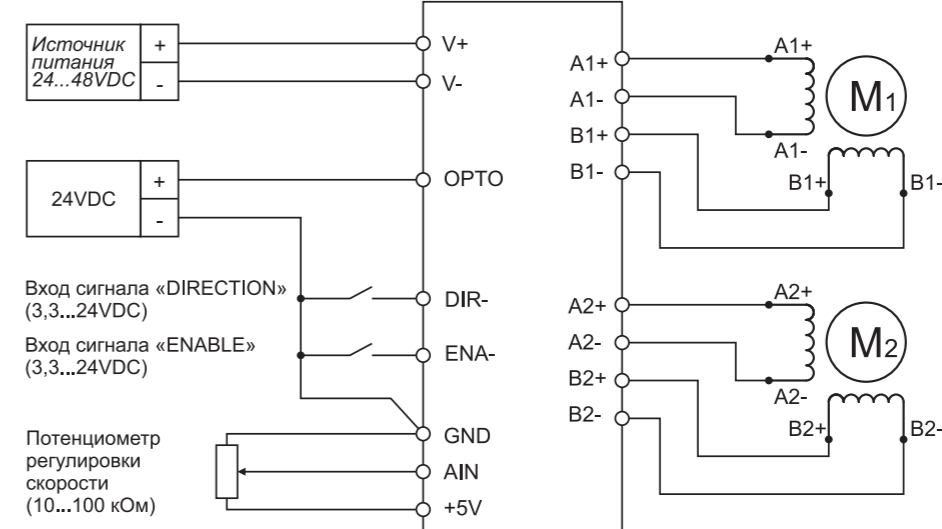 Источник
питания
24...48VDC
+
-
V+
V-
24VDC
+
-
OPTO
Вход сигнала «DIRECTION»
(3,3...24VDC)
DIR-
Вход сигнала «ENABLE»
(3,3...24VDC)
ENA-
Потенциометр
регулировки
скорости
(10...100 кОм)
GND
AIN
+5V
A1+
A1-
B1+
B1-
A1+
A1-
M1
B1+
B1-
A2+
A2-
B2+
B2-
A2+
A2-
M2
B2+
B2-